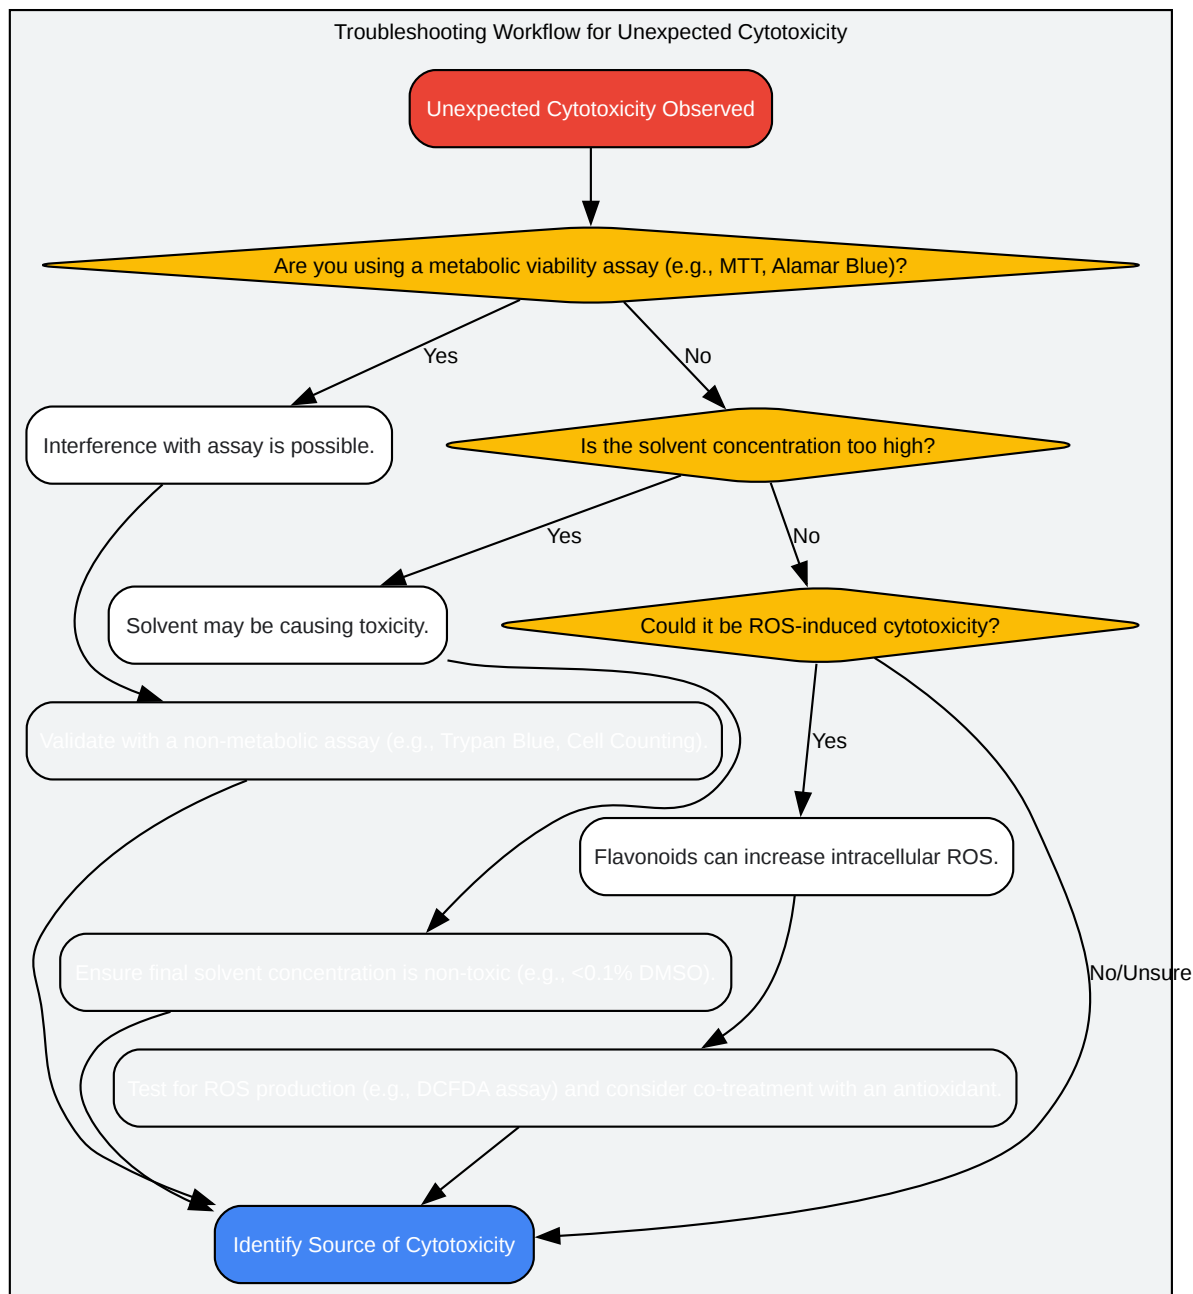 Troubleshooting Workflow for Unexpected Cytotoxicity
Unexpected Cytotoxicity Observed
Are you using a metabolic viability assay (e.g., MTT, Alamar Blue)?
Yes
No
Interference with assay is possible.
Is the solvent concentration too high?
Yes
No
Solvent may be causing toxicity.
Could it be ROS-induced cytotoxicity?
Validate with a non-metabolic assay (e.g., Trypan Blue, Cell Counting).
Yes
Flavonoids can increase intracellular ROS.
Ensure final solvent concentration is non-toxic (e.g., <0.1% DMSO).
No/Unsure
Test for ROS production (e.g., DCFDA assay) and consider co-treatment with an antioxidant.
Identify Source of Cytotoxicity